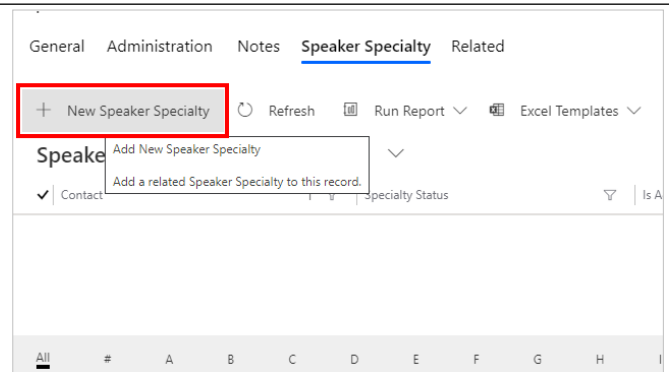 General Administration Notes Speaker Specialty Related
+ New Speaker Specialty Refresh Run Report Excel Templates
Speake
Add New Speaker Specialty
Add a related Speaker Specialty to this record.
Contact Specialty Status Is A
All # A B C D E F G H I